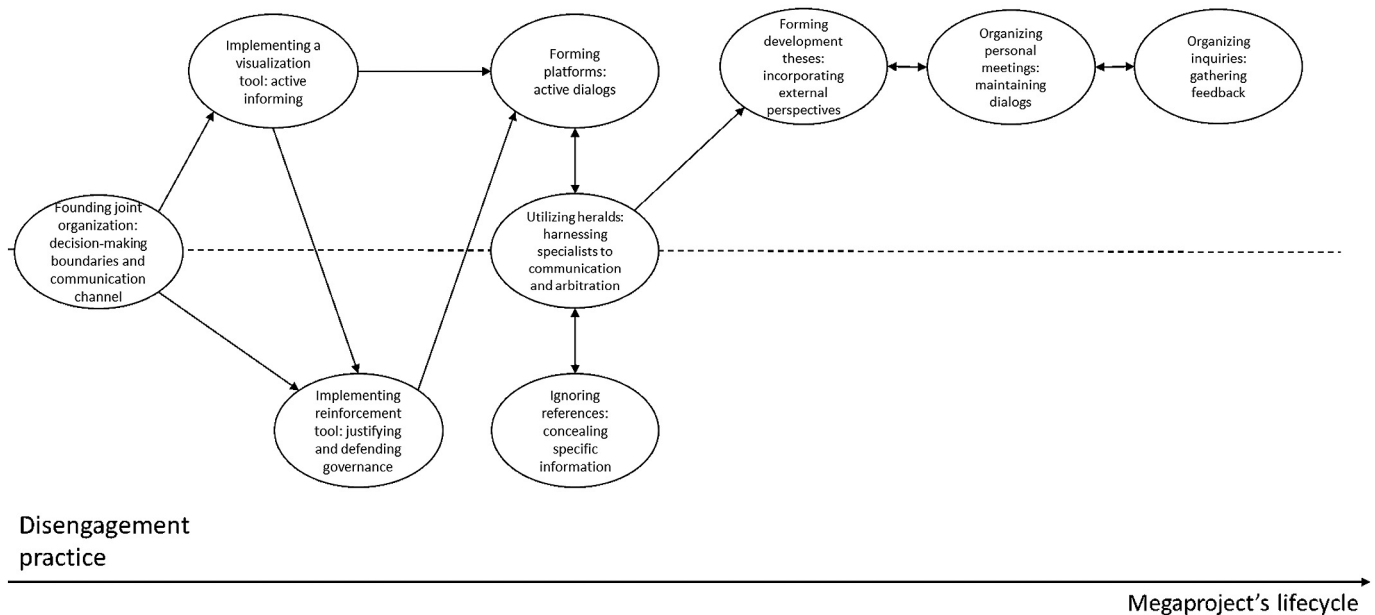 Implementing a
visualization
tool: active
informing
Forming
platforms:
active dialogs
Forming
development
theses:
incorporating
external
perspectives
Organizing
personal
meetings:
maintaining
dialogs
Organizing
inquiries:
gathering
feedback
Founding joint
organization:
decision-making
boundaries and
communication
channel
Utilizing heralds:
harnessing
specialists to
communication
and arbitration
Implementing
reinforcement
tool: justifying
and defending
governance
Ignoring
references:
concealing
specific
information
Disengagement
practice
Megaproject's lifecycle